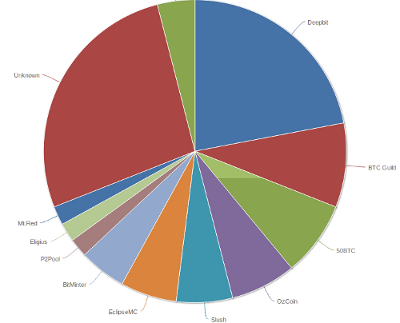 Deepbit
Unknown
BTC Guild
Mt Red
Eligius
50BTC
P2Pool
BitMinter
OzCoin
EclipseMC
Slush